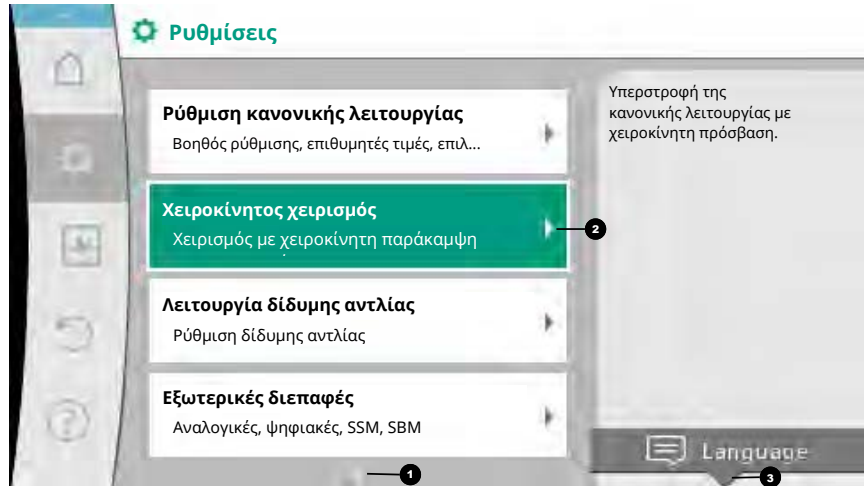 Ρυθμίσεις
Ρύθμιση κανονικής λειτουργίας
Βοηθός ρύθμισης, επιθυμητές τιμές, επιλ...
Χειροκίνητος χειρισμός
Χειρισμός με χειροκίνητη παράκαμψη
Λειτουργία δίδυμης αντλίας
Ρύθμιση δίδυμης αντλίας
Εξωτερικές διεπαφές
Αναλογικές, ψηφιακές, SSM, SBM
Υπερστροφή της
κανονικής λειτουργίας με
χειροκίνητη πρόσβαση.
2
Language
1
3